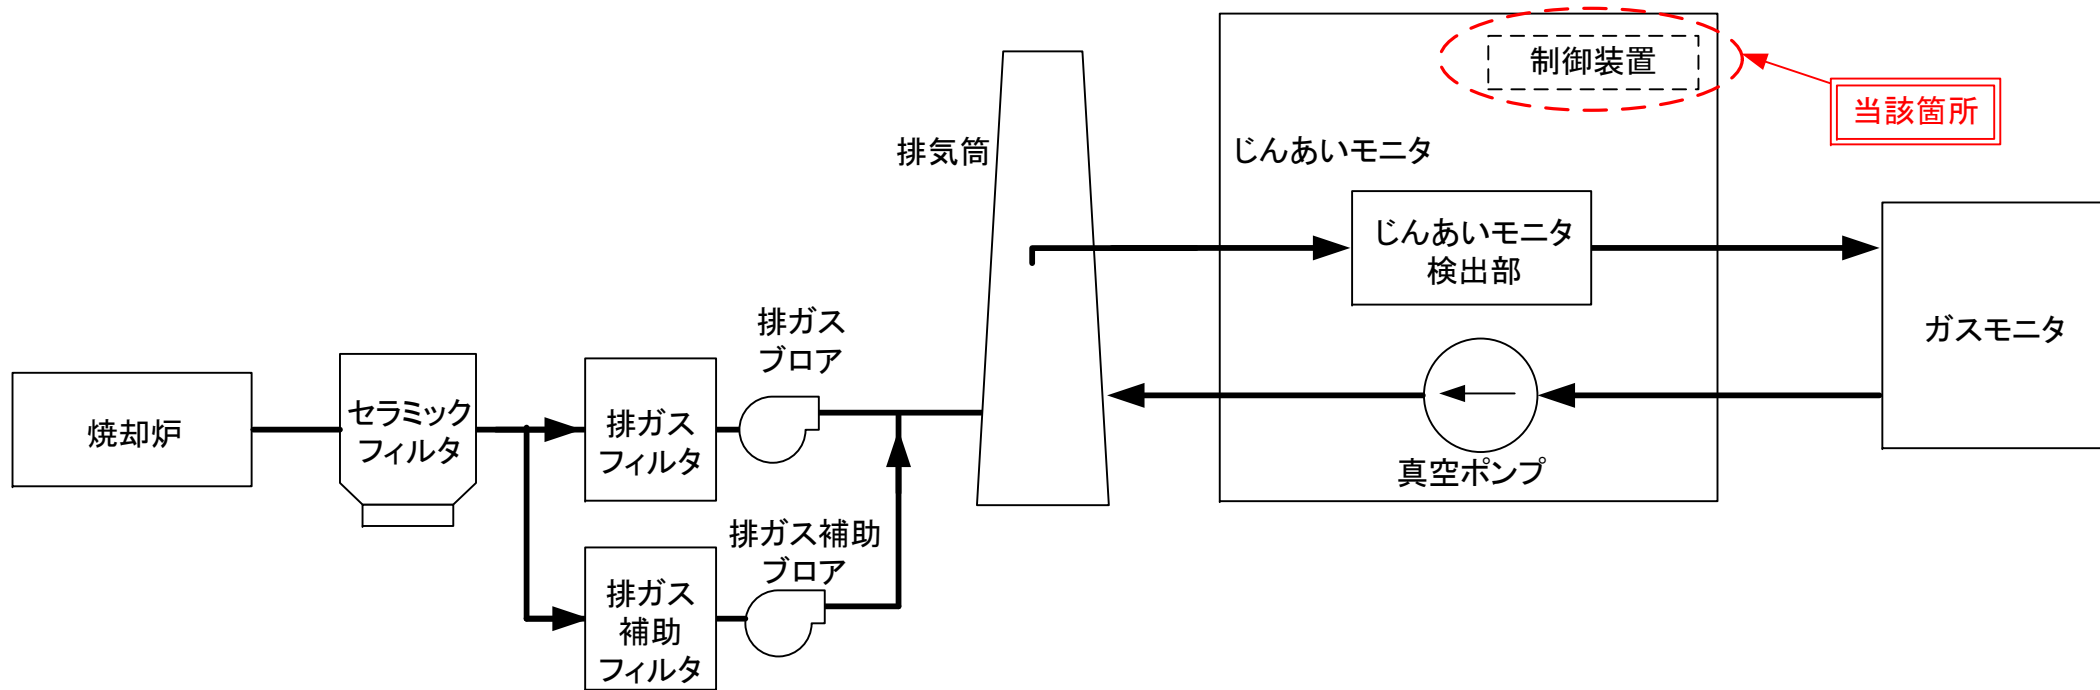 制御装置
当該箇所
排気筒
じんあいモニタ
じんあいモニタ
検出部
ガスモニタ
排ガス
ブロア
焼却炉
セラミック
フィルタ
排ガス
フィルタ
真空ポンプ
排ガス補助
ブロア
排ガス
補助
フィルタ